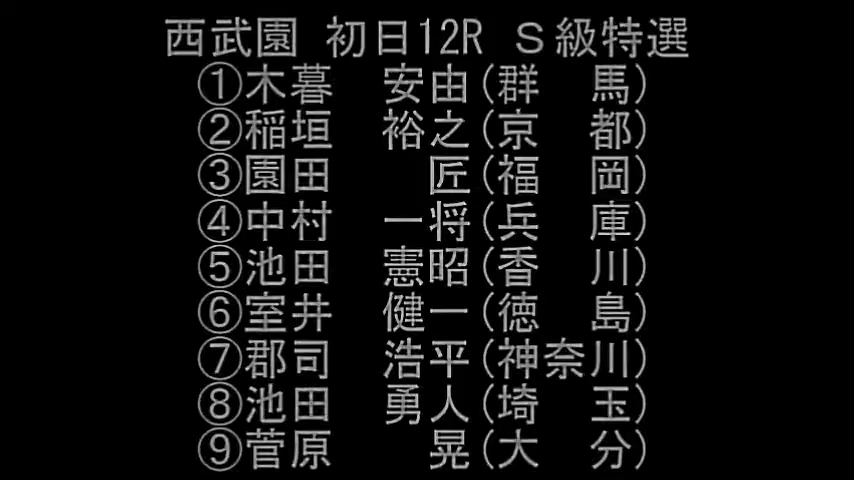 西武園 初日12R S級特選
①木暮 安由(群 馬)
②稲垣 裕之(京 都)
③園田 匠(福 岡)
④中村 一将(兵 庫)
⑤池田 憲昭(香 川)
⑥室井 健一(徳 島)
⑦郡司 浩平(神奈川)
⑧池田 勇人(埼 玉)
⑨菅原 晃(大 分)